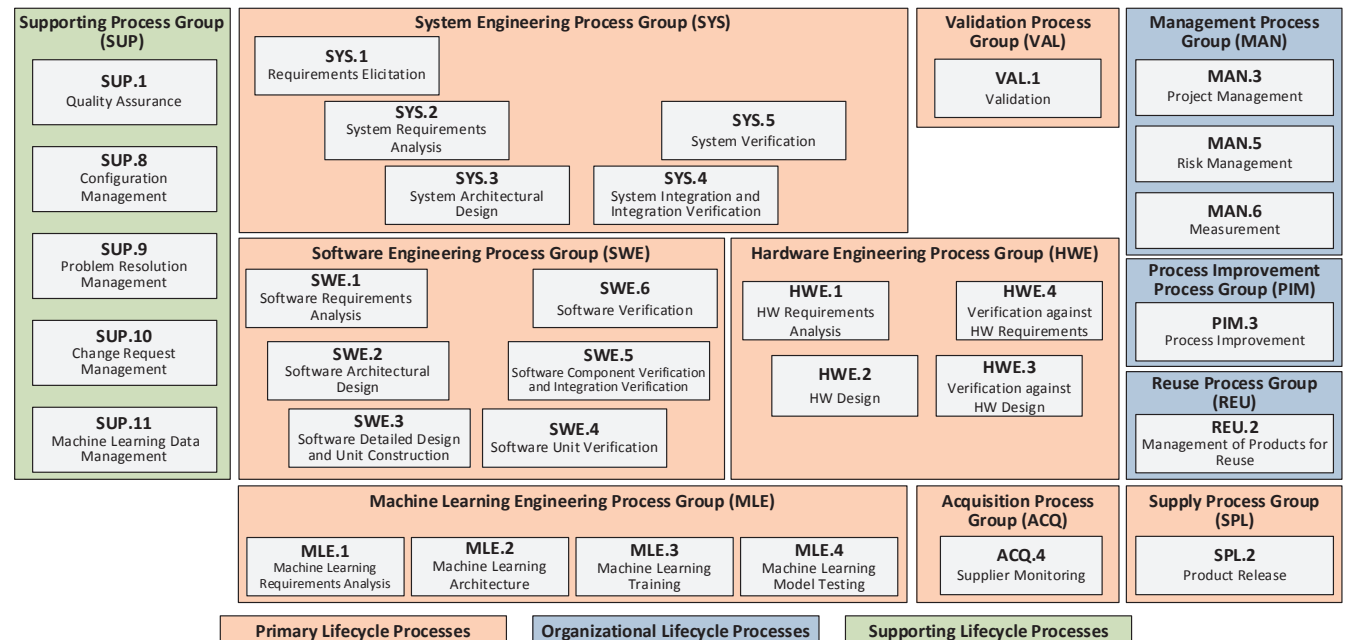 Supporting Process Group
(SUP)
SUP.1
Quality Assurance
SUP.8
Configuration
Management
SUP.9
Problem Resolution
Management
SUP.10
Change Request
Management
SUP.11
Machine Learning Data
Management
System Engineering Process Group (SYS)
SYS.1
Requirements Elicitation
SYS.2
System Requirements
Analysis
SYS.3
System Architectural
Design
SYS.4
System Integration and
Integration Verification
SYS.5
System Verification
Validation Process
Group (VAL)
VAL.1
Validation
Management Process
Group (MAN)
MAN.3
Project Management
MAN.5
Risk Management
MAN.6
Measurement
Software Engineering Process Group (SWE)
SWE.1
Software Requirements
Analysis
SWE.2
Software Architectural
Design
SWE.3
Software Detailed Design
and Unit Construction
SWE.4
Software Unit Verification
SWE.5
Software Component Verification
and Integration Verification
SWE.6
Software Verification
Hardware Engineering Process Group (HWE)
HWE.1
HW Requirements
Analysis
HWE.2
HW Design
HWE.3
Verification against
HW Design
HWE.4
Verification against
HW Requirements
Process Improvement
Process Group (PIM)
PIM.3
Process Improvement
Reuse Process Group
(REU)
REU.2
Management of Products for
Reuse
Machine Learning Engineering Process Group (MLE)
MLE.1
Machine Learning
Requirements Analysis
MLE.2
Machine Learning
Architecture
MLE.3
Machine Learning
Training
MLE.4
Machine Learning
Model Testing
Acquisition Process
Group (ACQ)
ACQ.4
Supplier Monitoring
Supply Process Group
(SPL)
SPL.2
Product Release
Primary Lifecycle Processes
Organizational Lifecycle Processes
Supporting Lifecycle Processes